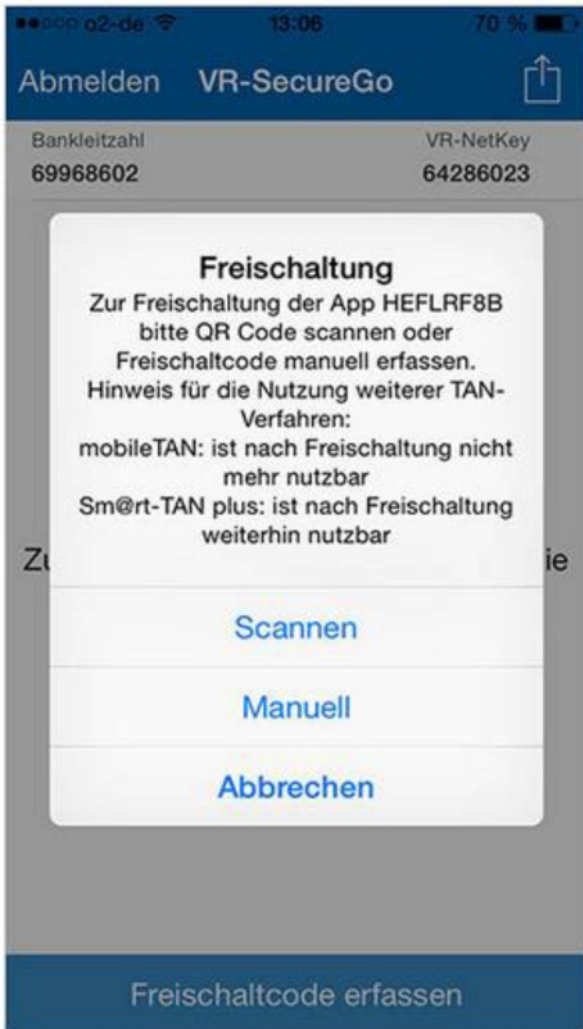 o2-de 13:06 70 %
Abmelden VR-SecureGo
Bankleitzahl VR-NetKey
69968602 64286023
Freischaltung
Zur Freischaltung der App HEFLRF8B
bitte QR Code scannen oder
Freischaltcode manuell erfassen.
Hinweis für die Nutzung weiterer TAN-
Verfahren:
mobileTAN: ist nach Freischaltung nicht
mehr nutzbar
Sm@rt-TAN plus: ist nach Freischaltung
weiterhin nutzbar
Scannen
Manuell
Abbrechen
Freischaltcode erfassen